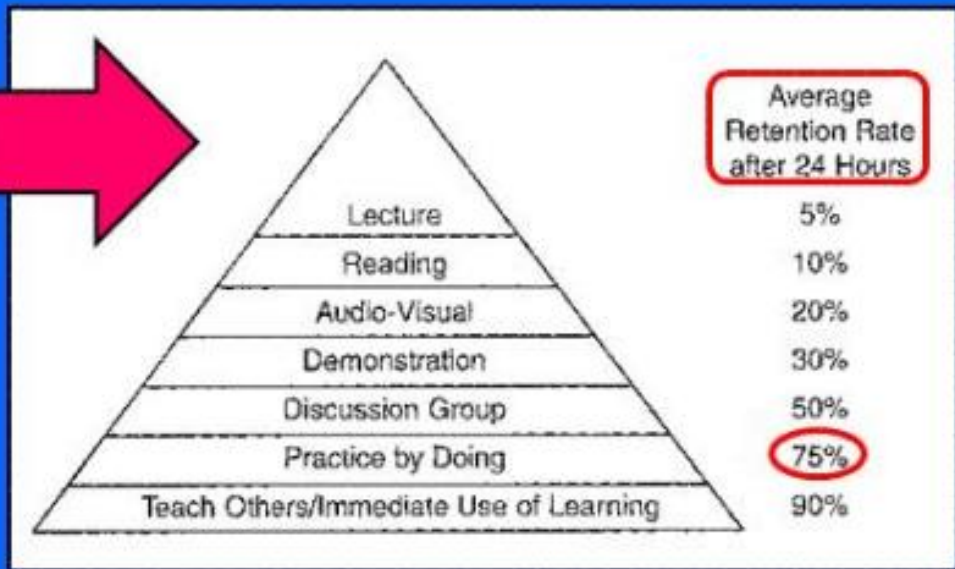 Average
Retention Rate
after 24 Hours
Lecture 5%
Reading 10%
Audio-Visual 20%
Demonstration 30%
Discussion Group 50%
Practice by Doing 75%
Teach Others/Immediate Use of Learning 90%